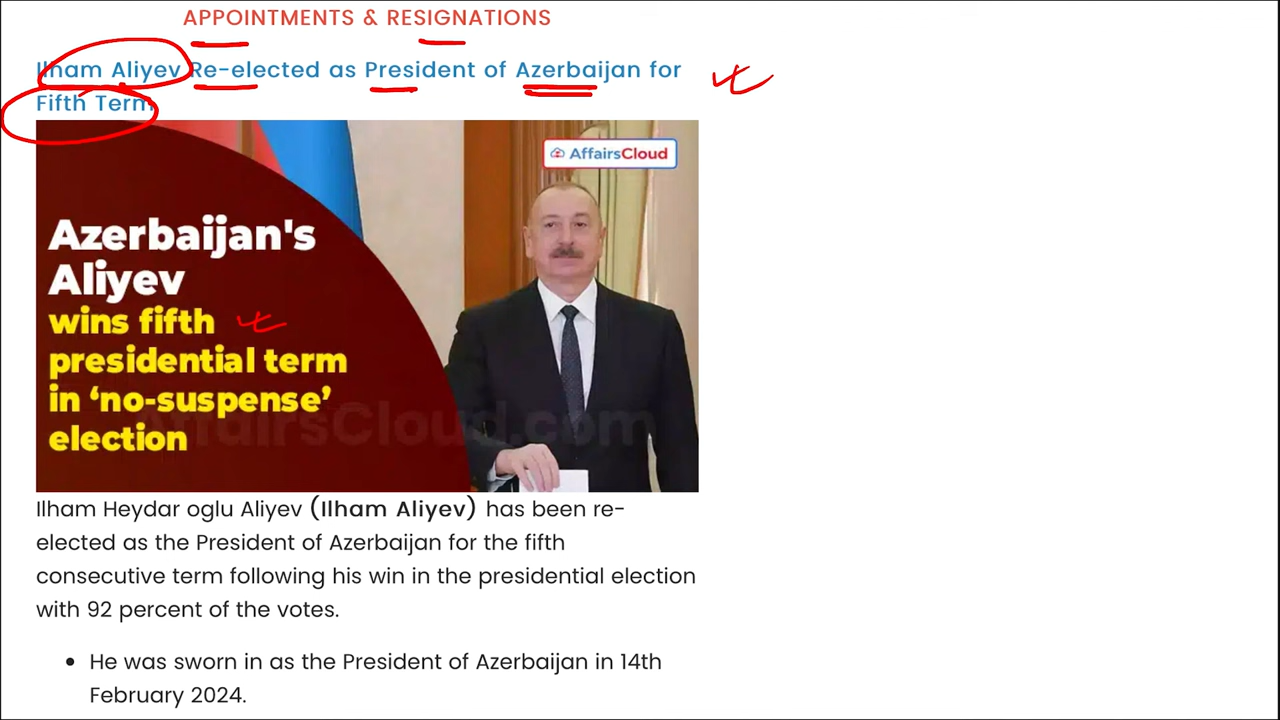 APPOINTMENTS & RESIGNATIONS
Ilham Aliyev Re-elected as President of Azerbaijan for
Fifth Term
AffairsCloud
Azerbaijan's
Aliyev
wins fifth
presidential term
in ‘no-suspense’
election
AffairsCloud.com
Ilham Heydar oglu Aliyev (Ilham Aliyev) has been re-
elected as the President of Azerbaijan for the fifth
consecutive term following his win in the presidential election
with 92 percent of the votes.
• He was sworn in as the President of Azerbaijan in 14th
February 2024.